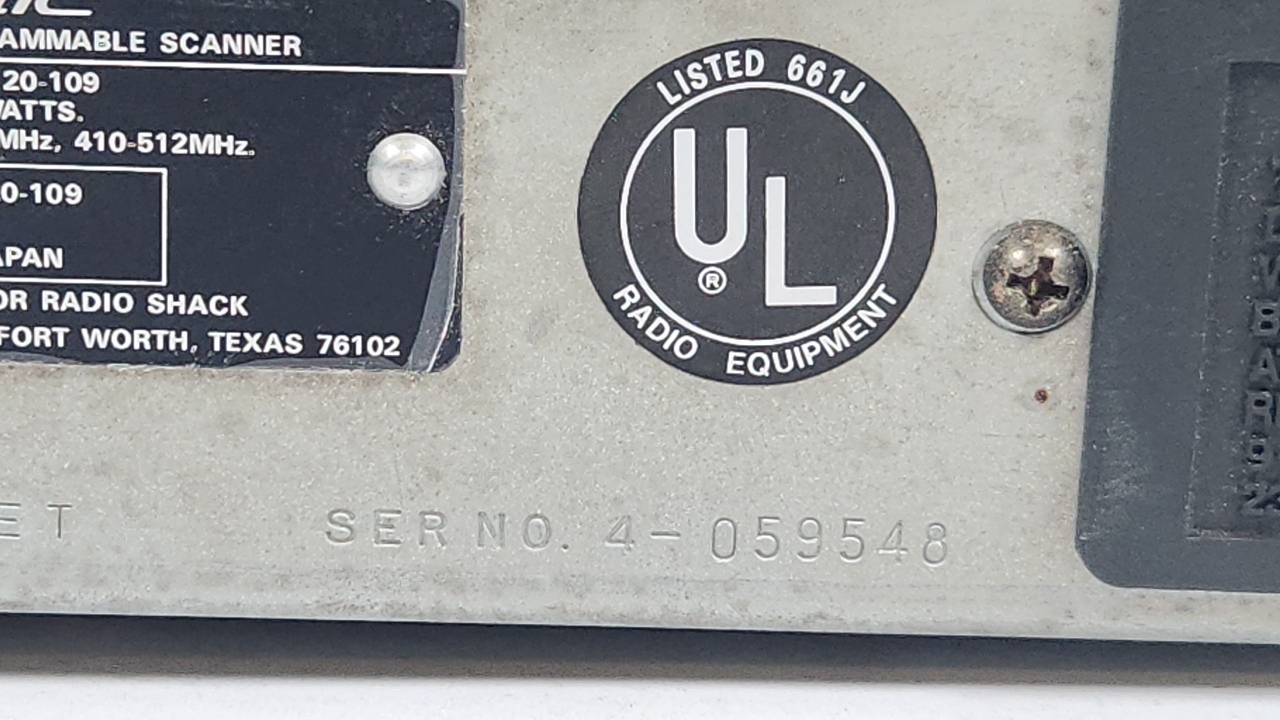 AMMABLE SCANNER
20-109
WATTS.
MHz, 410-512MHz.
0-109
APAN
OR RADIO SHACK
FORT WORTH, TEXAS 76102
LISTED 661J
UL
®
RADIO EQUIPMENT
ET SER NO. 4-059548